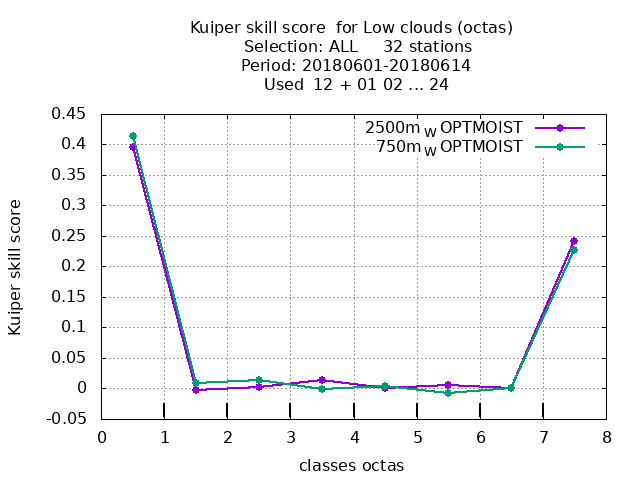 Kuiper skill score  for Low clouds (octas)
Selection: ALL     32 stations
Period: 20180601-20180614
Used  12 + 01 02 ... 24
2500m_W OPTMOIST
750m_W OPTMOIST
Kuiper skill score
0.45
0.4
0.35
0.3
0.25
0.2
0.15
0.1
0.05
0
-0.05
0 1 2 3 4 5 6 7 8
classes octas